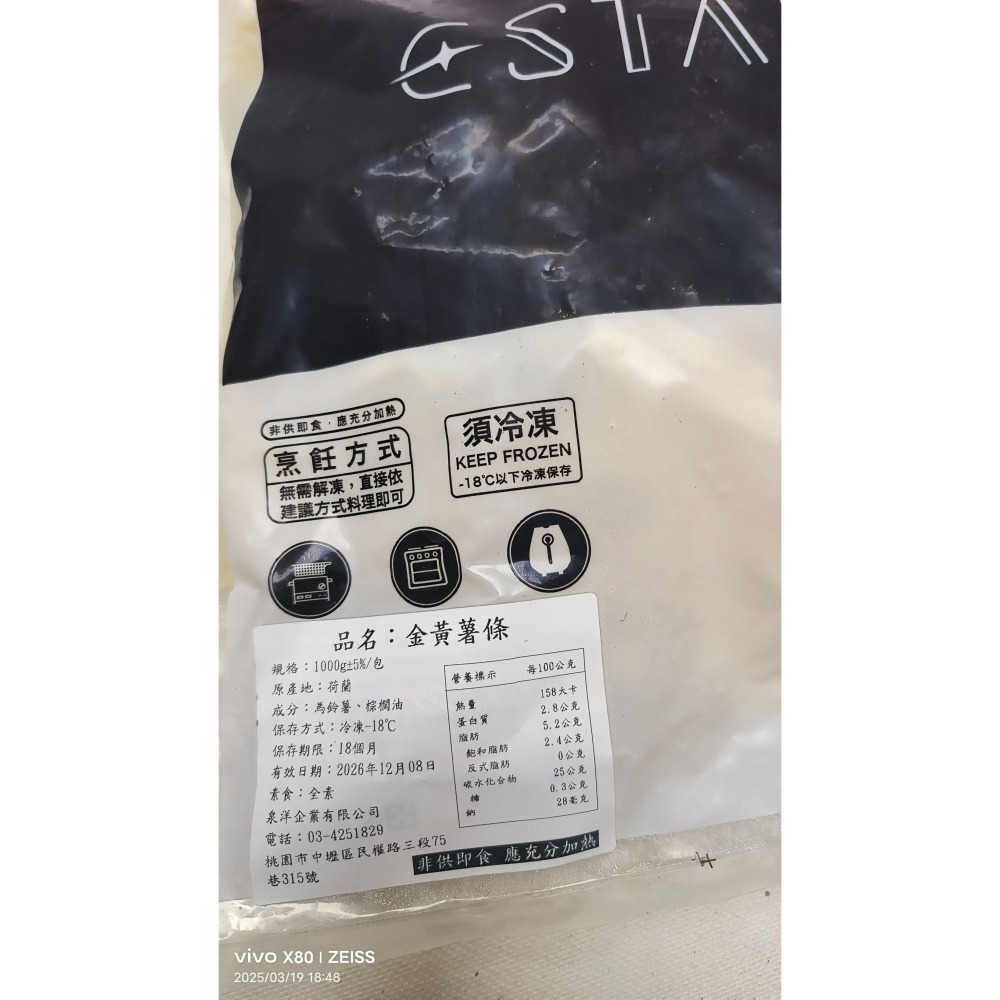 ESTA
非供即食，應充分加熱
烹飪方式
無需解凍，直接依
建議方式料理即可
須冷凍
KEEP FROZEN
-18℃以下冷凍保存
品名：金黃薯條
規格：1000g±5%/包
原產地：荷蘭
成分：馬鈴薯、棕櫚油
保存方式：冷凍-18℃
保存期限：18個月
有效日期：2026年12月08日
素食：全素
泉洋企業有限公司
電話：03-4251829
桃園市中壢區民權路三段75
巷315號
營養標示 每100公克
熱量 158大卡
蛋白質 2.8公克
脂肪 5.2公克
飽和脂肪 2.4公克
反式脂肪 0公克
碳水化合物 25公克
糖 0.3公克
鈉 28毫克
非供即食 應充分加熱
vivo X80 | ZEISS
2025/03/19 18:48